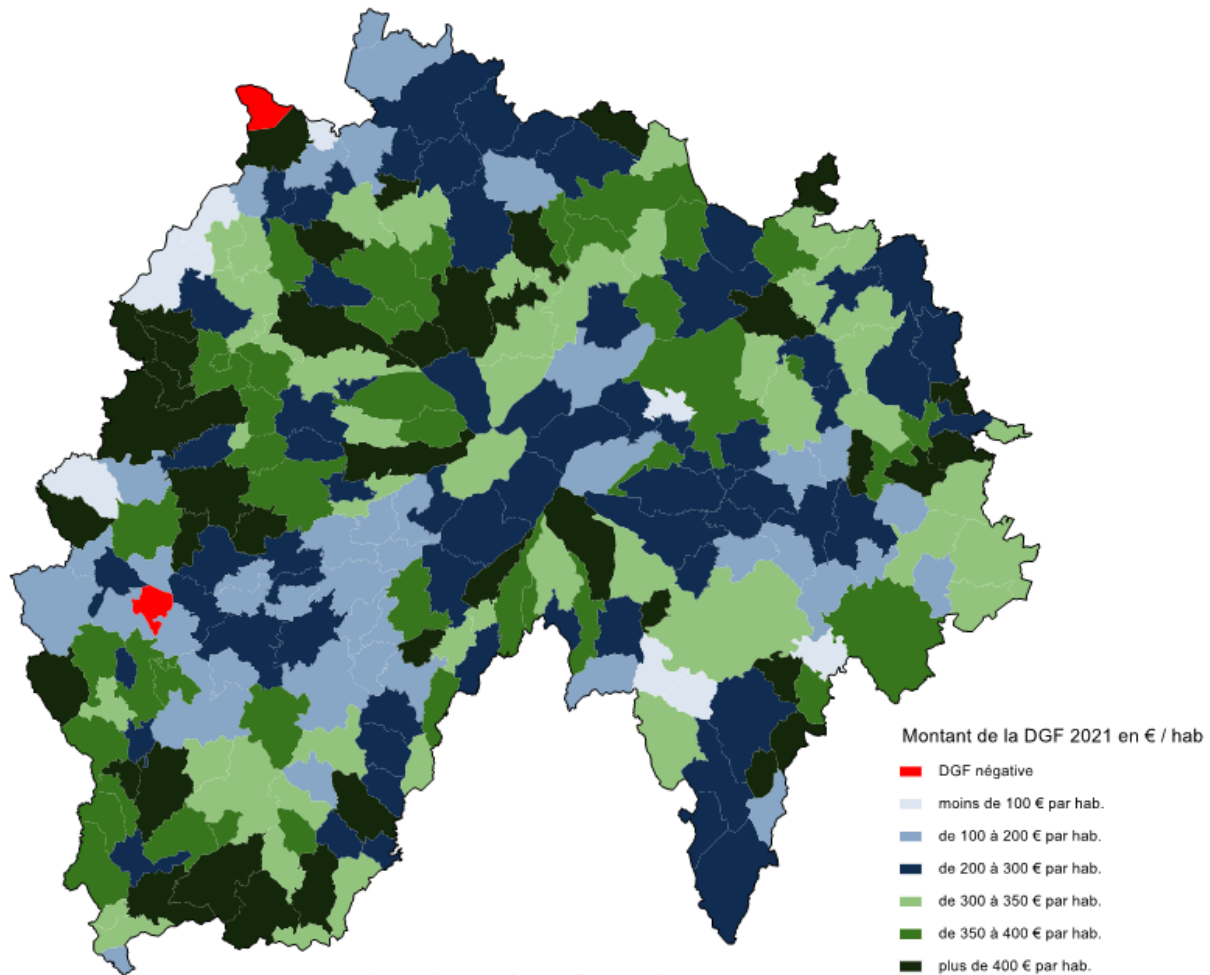 Montant de la DGF 2021 en € / hab
DGF négative
moins de 100 € par hab.
de 100 à 200 € par hab.
de 200 à 300 € par hab.
de 300 à 350 € par hab.
de 350 à 400 € par hab.
plus de 400 € par hab.